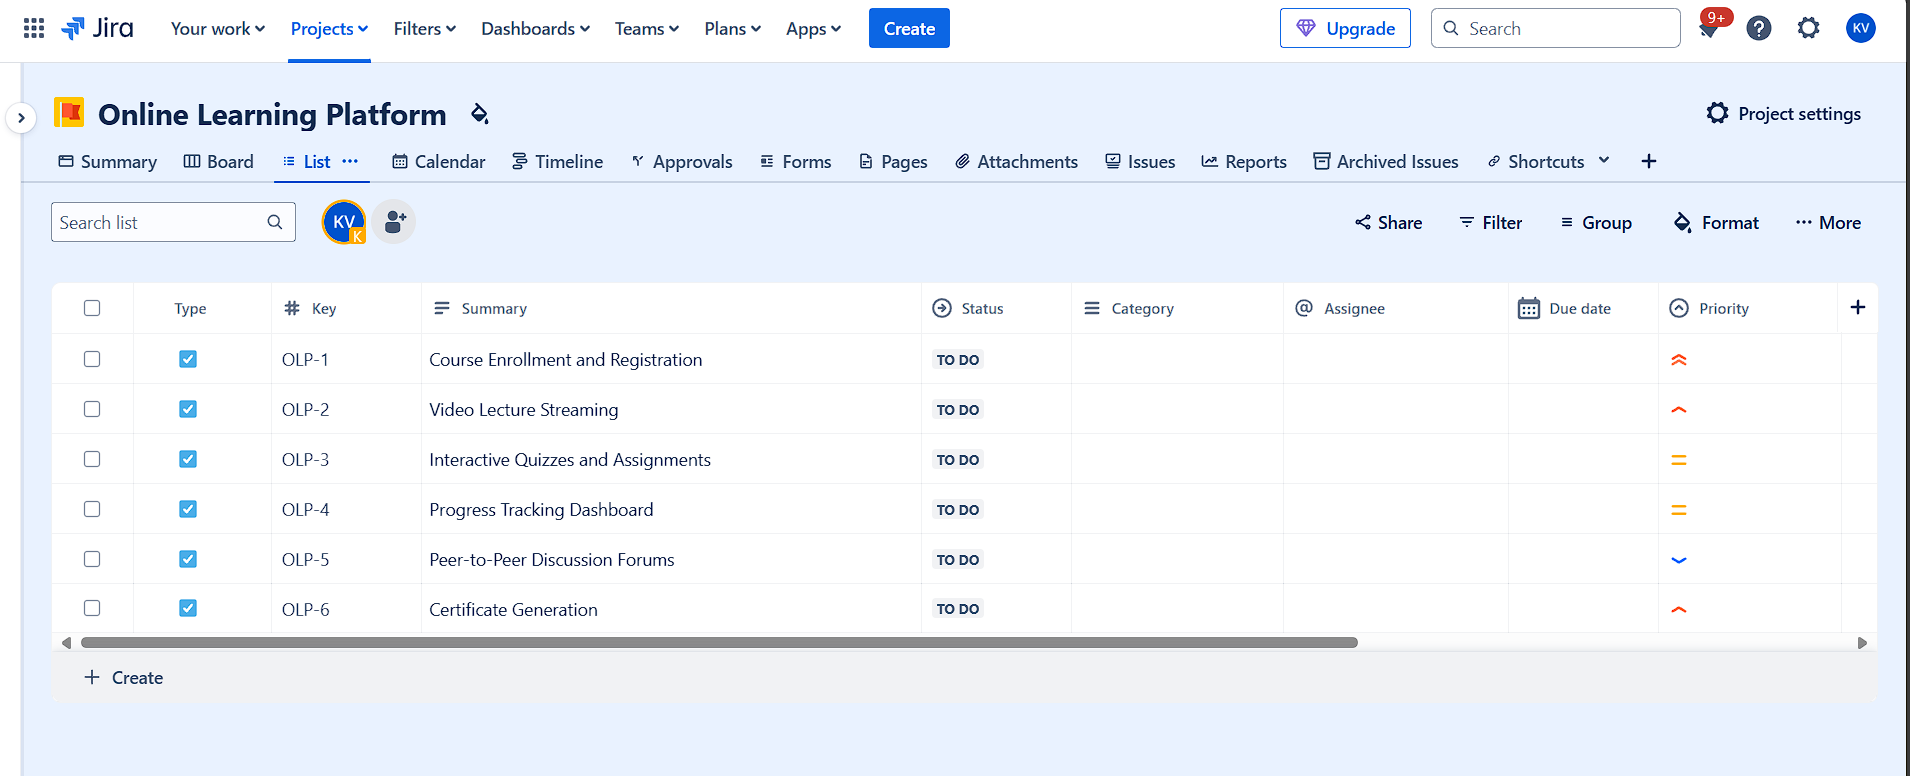 Jira Your work Projects Filters Dashboards Teams Plans Apps Create Upgrade Search 9+ KV
Online Learning Platform Project settings
Summary Board List Calendar Timeline Approvals Forms Pages Attachments Issues Reports Archived Issues Shortcuts
Search list KV K Share Filter Group Format More
Type Key Summary Status Category Assignee Due date Priority
OLP-1 Course Enrollment and Registration TO DO
OLP-2 Video Lecture Streaming TO DO
OLP-3 Interactive Quizzes and Assignments TO DO
OLP-4 Progress Tracking Dashboard TO DO
OLP-5 Peer-to-Peer Discussion Forums TO DO
OLP-6 Certificate Generation TO DO
Create